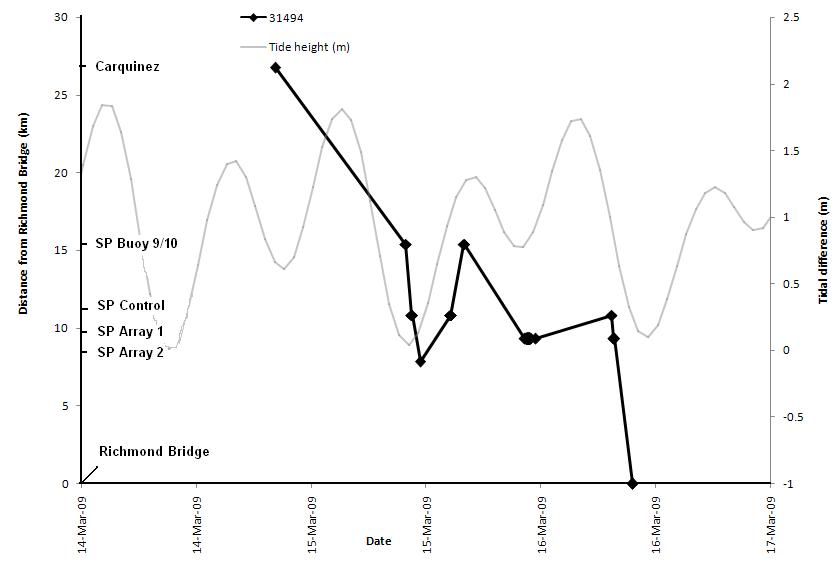 31494
Tide height (m)
30
25
20
15
10
5
0
Distance from Richmond Bridge (km)
Carquinez
SP Buoy 9/10
SP Control
SP Array 1
SP Array 2
Richmond Bridge
2.5
2
1.5
1
0.5
0
-0.5
-1
Tidal difference (m)
14-Mar-09
14-Mar-09
15-Mar-09
15-Mar-09
16-Mar-09
16-Mar-09
17-Mar-09
Date